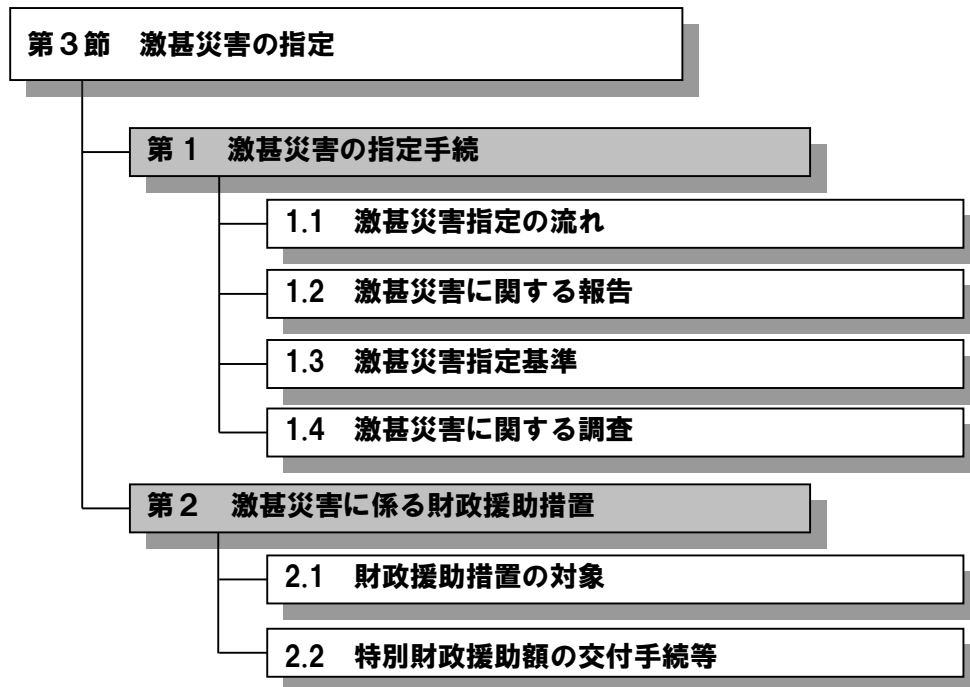 第３節　激甚災害の指定
第１　激甚災害の指定手続
1.1　激甚災害指定の流れ
1.2　激甚災害に関する報告
1.3　激甚災害指定基準
1.4　激甚災害に関する調査
第２　激甚災害に係る財政援助措置
2.1　財政援助措置の対象
2.2　特別財政援助額の交付手続等